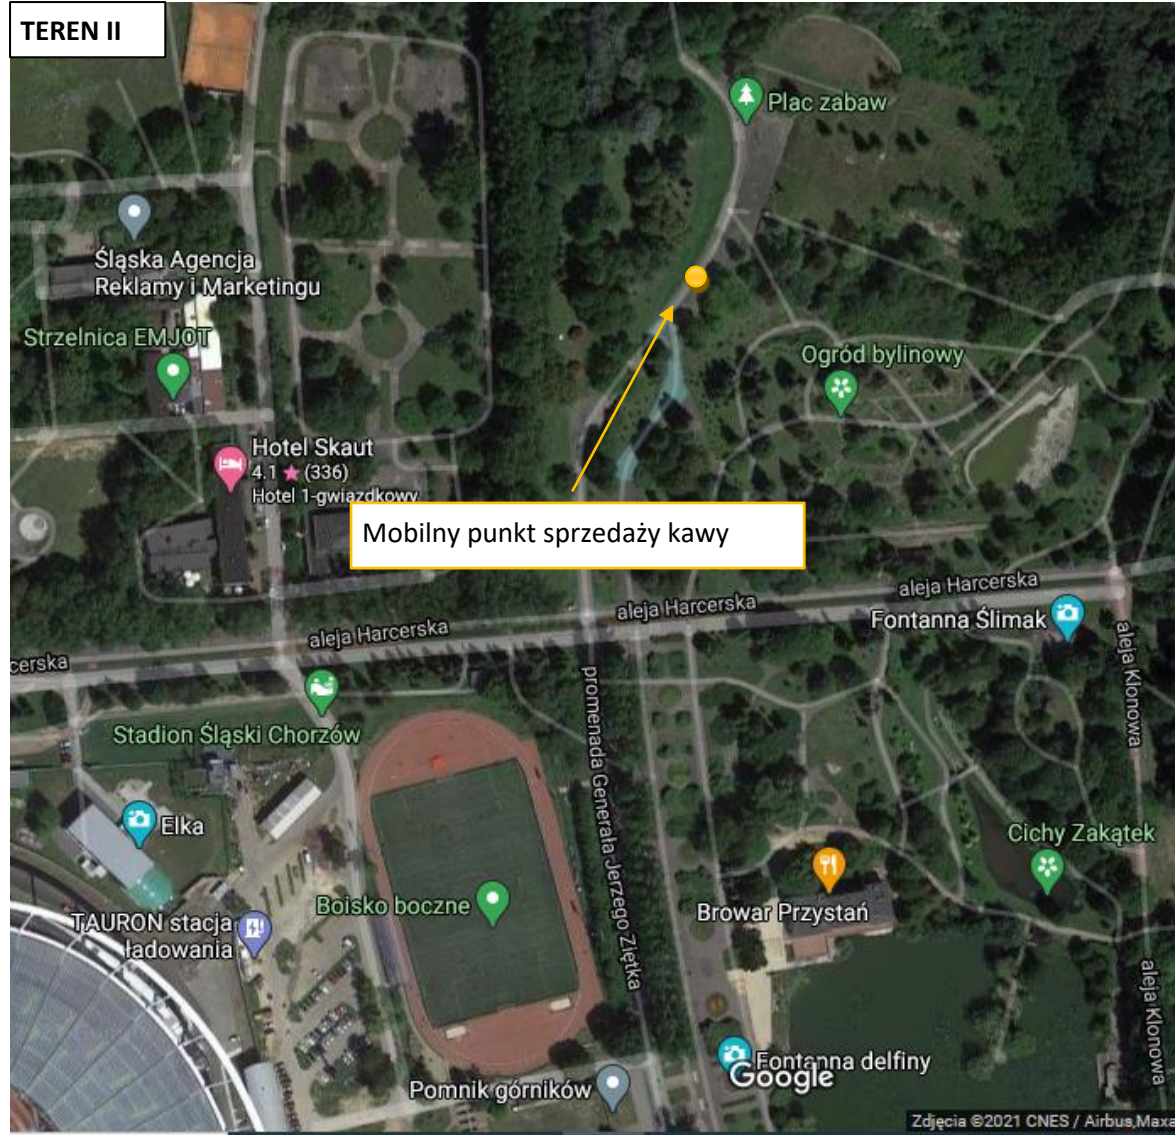 TEREN II
Plac zabaw
Śląska Agencja
Reklamy i Marketingu
Strzelnica EMJOT
Ogród bylinowy
Hotel Skaut
4.1 ★ (336)
Hotel 1-gwiazdkowy
Mobilny punkt sprzedaży kawy
aleja Harcerska
aleja Harcerska
aleja Harcerska
cerska
Fontanna Ślimak
aleja Klonowa
promenada Generała Jerzego Ziętka
Stadion Śląski Chorzów
Elka
Cichy Zakątek
Boisko boczne
Browar Przystań
TAURON stacja
ładowania
aleja Klonowa
Fontanna delfiny
Google
Pomnik górników
Zdjęcia ©2021 CNES / Airbus,Maxa